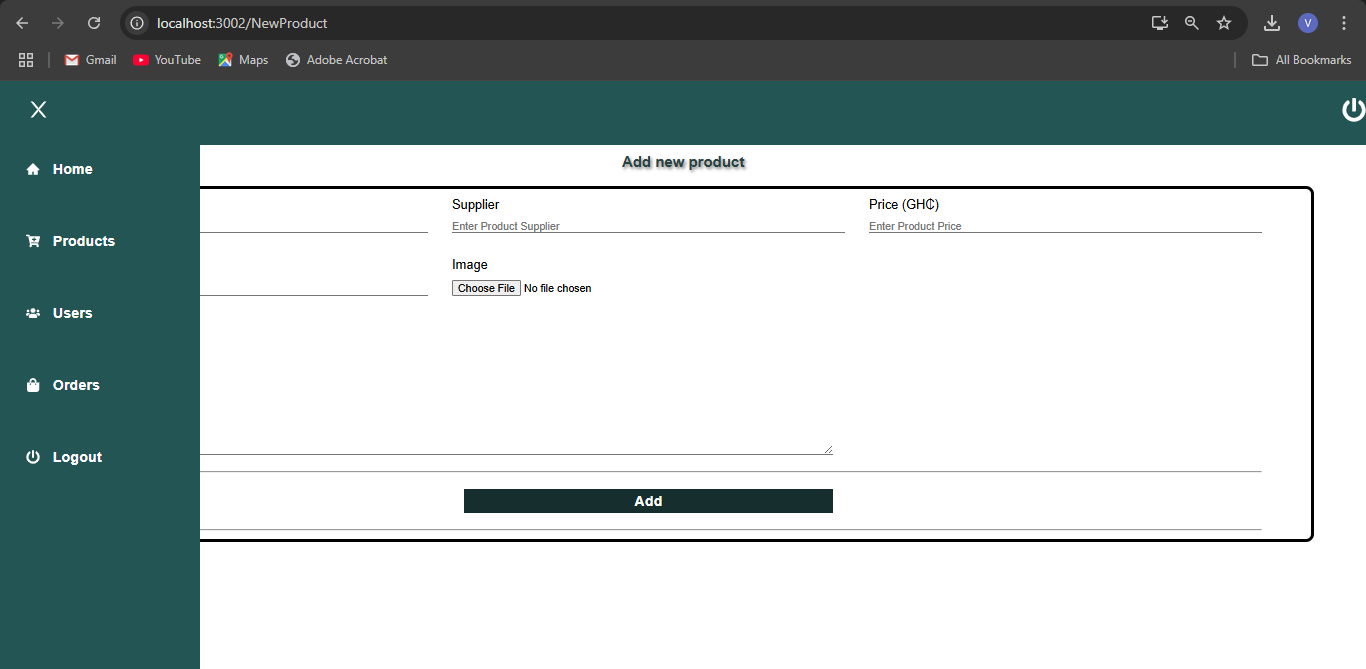 localhost:3002/NewProduct
V
Gmail
YouTube
Maps
Adobe Acrobat
All Bookmarks
X
Add new product
Home
Products
Users
Orders
Logout
Supplier
Enter Product Supplier
Price (GH₵)
Enter Product Price
Image
Choose File No file chosen
Add